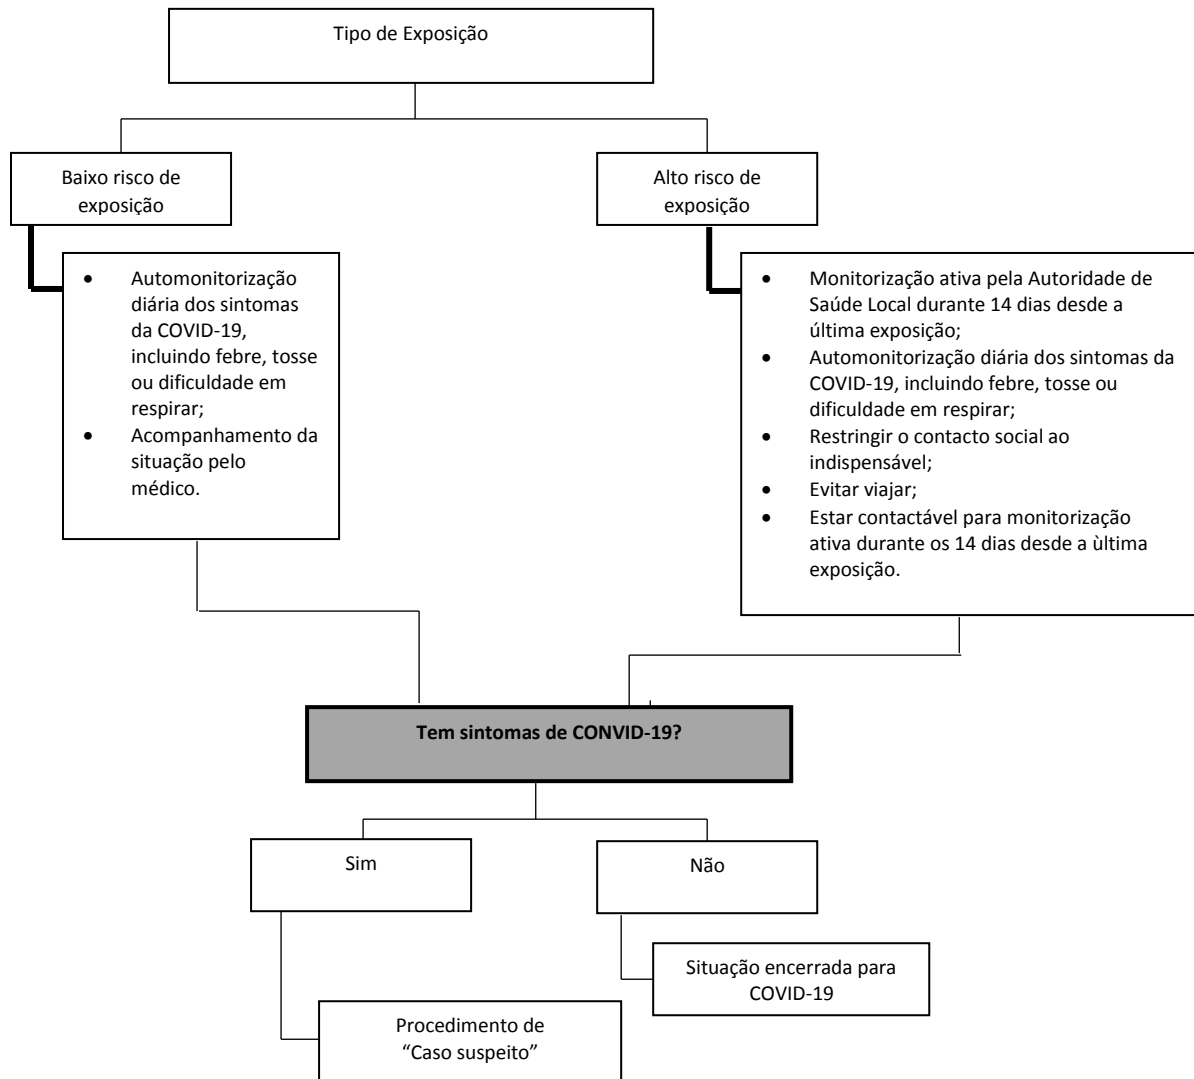 Tipo de Exposição
Baixo risco de
exposição
Alto risco de
exposição
• Automonitorização
diária dos sintomas
da COVID-19,
incluindo febre, tosse
ou dificuldade em
respirar;
• Acompanhamento da
situação pelo
médico.
• Monitorização ativa pela Autoridade de
Saúde Local durante 14 dias desde a
última exposição;
• Automonitorização diária dos sintomas da
COVID-19, incluindo febre, tosse ou
dificuldade em respirar;
• Restringir o contacto social ao
indispensável;
• Evitar viajar;
• Estar contactável para monitorização
ativa durante os 14 dias desde a ùltima
exposição.
Tem sintomas de CONVID-19?
Sim
Não
Situação encerrada para
COVID-19
Procedimento de
“Caso suspeito”